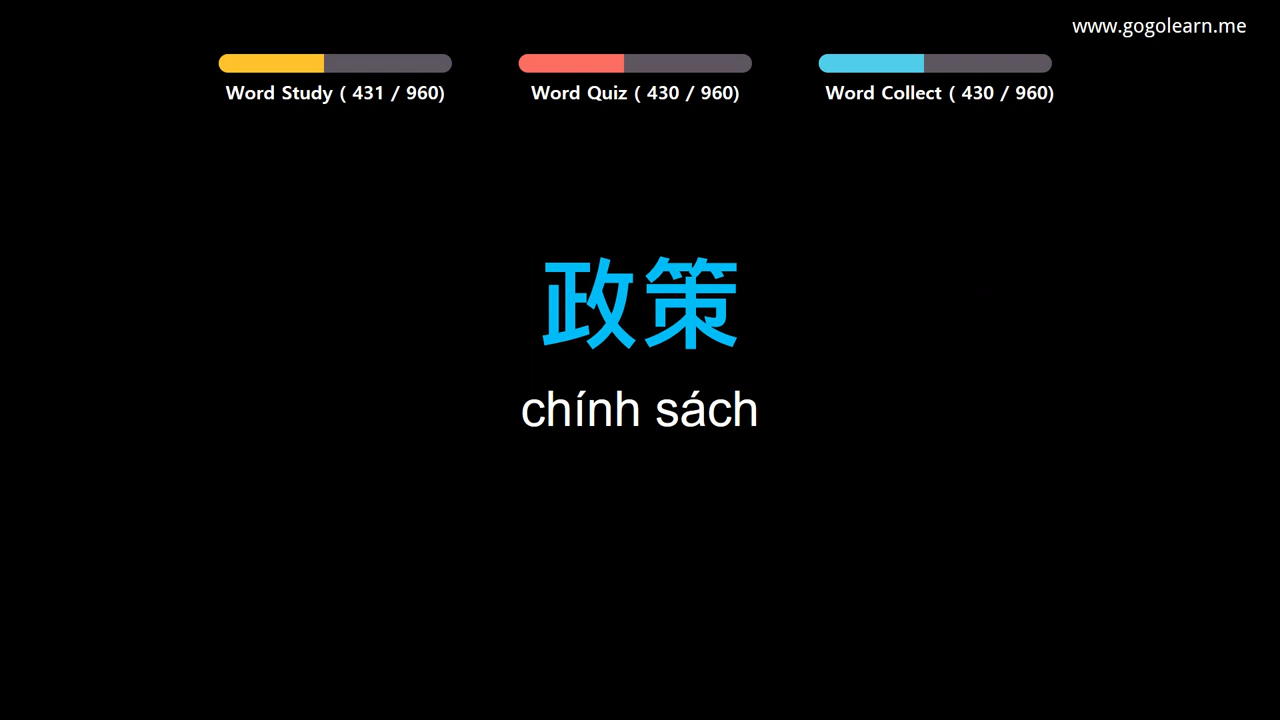 www.gogolearn.me
Word Study ( 431 / 960)
Word Quiz ( 430 / 960)
Word Collect ( 430 / 960)
政策
chính sách